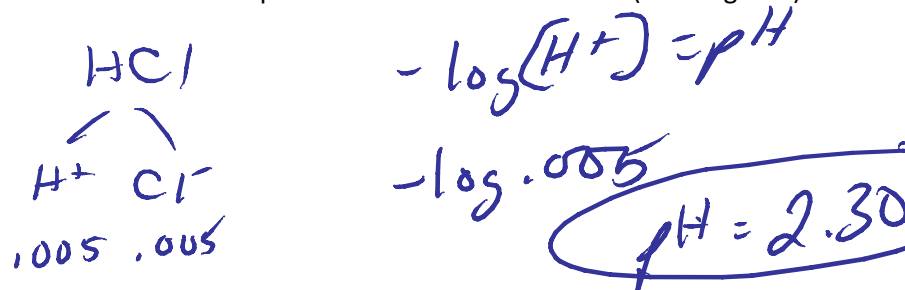 HCl
-log[H+] = pH
H+ Cl-
-log .005
.005 .005
pH = 2.30